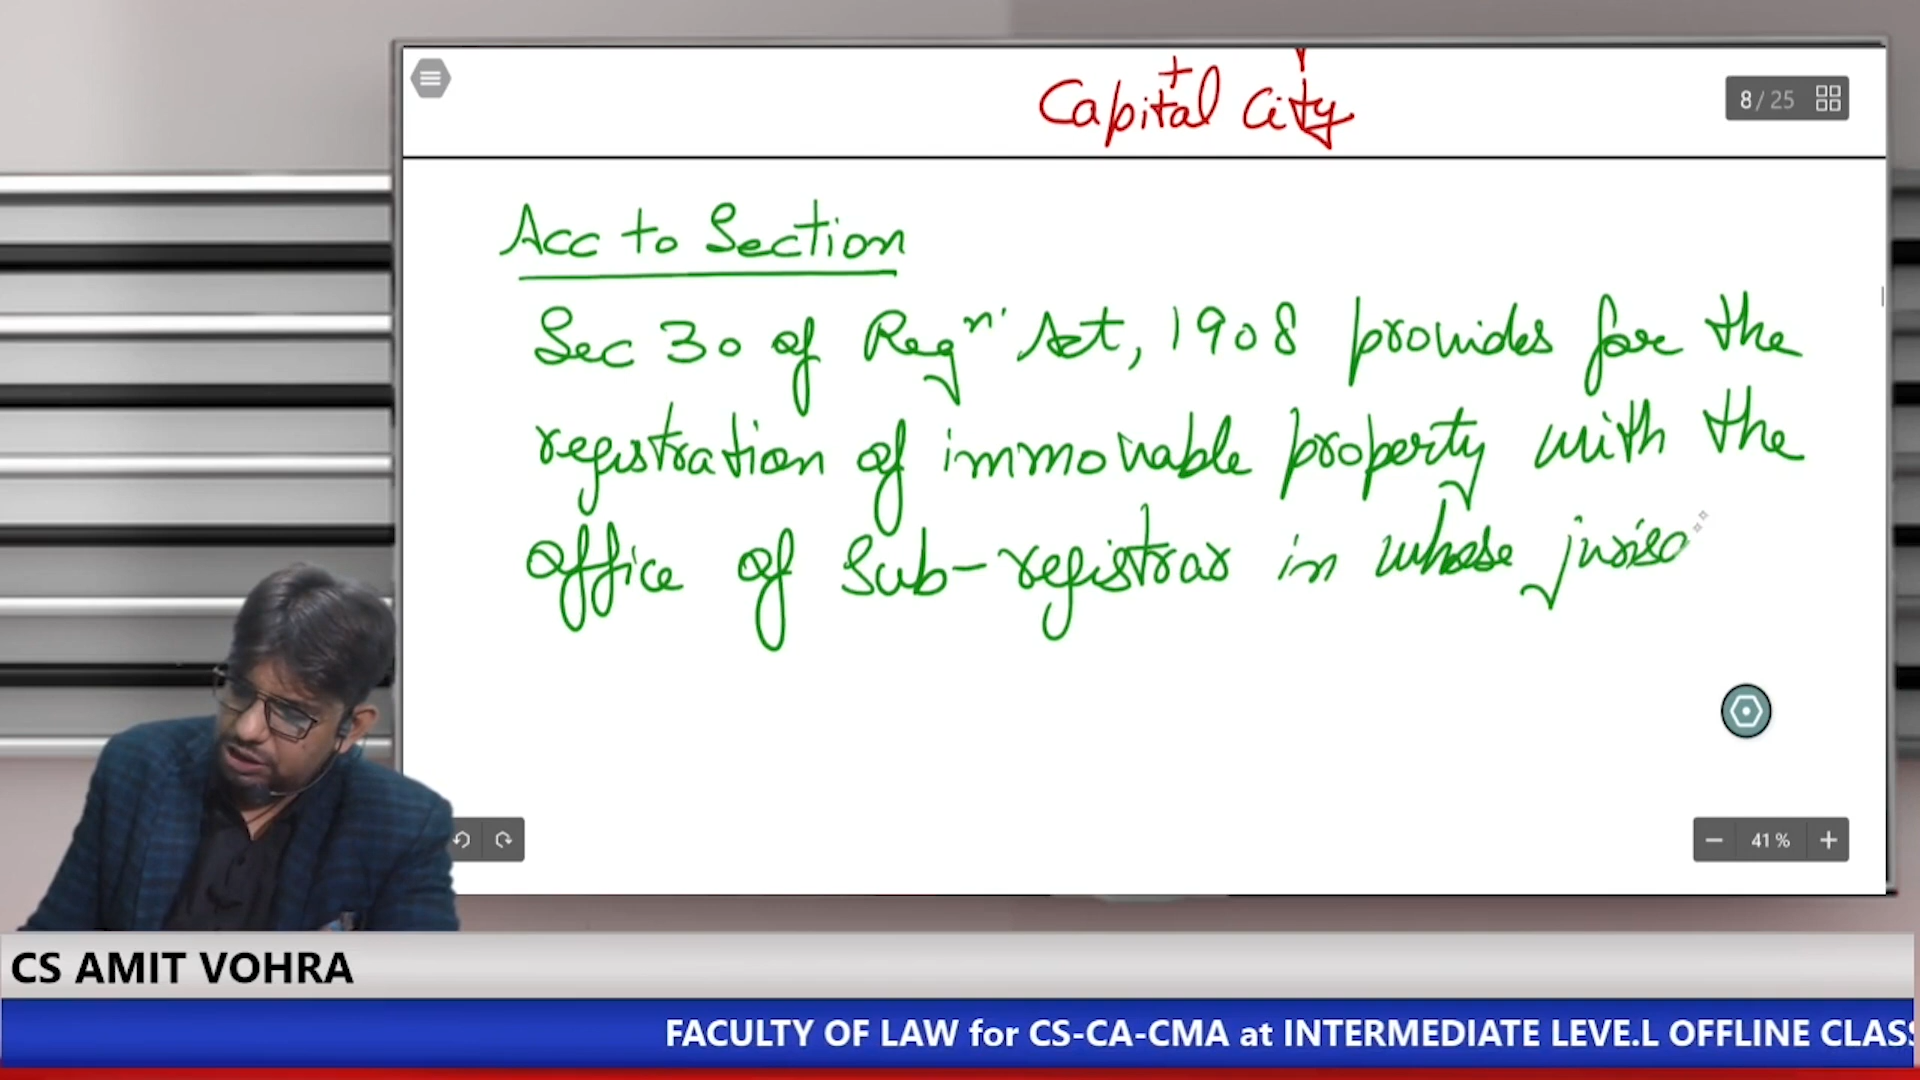 Capital City
8 / 25
Acc to Section
Sec 30 of Regn. Act, 1908 provides for the
registration of immovable property with the
office of Sub-registrar in whose jurisd
41 %
CS AMIT VOHRA
FACULTY OF LAW for CS-CA-CMA at INTERMEDIATE LEVE.L OFFLINE CLASS